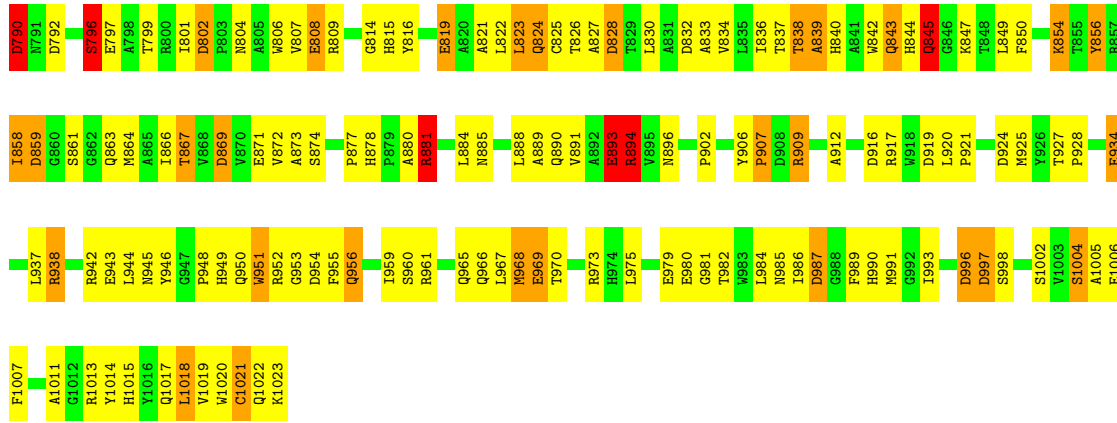 D790 N791 D792 S796 E797 A798 T799 R800 I801 D802 P803 N804 A805 W806 V807 E808 R809 G814 H815 Y816 E819 A820 A821 L822 L823 Q824 C825 T826 A827 D828 T829 L830 A831 D832 A833 V834 L835 I836 T837 T838 A839 H840 A841 W842 Q843 H844 Q845 G846 K847 T848 L849 F850 K854 T855 Y856 R857
I858 D859 G860 S861 G862 Q863 M864 A865 I866 T867 V868 D869 V870 E871 V872 A873 S874 P877 H878 P879 A880 R881 L884 N885 L888 A889 Q890 V891 A892 E893 R894 V895 N896 P902 Y906 P907 D908 R909 A912 D916 R917 W918 D919 L920 P921 D924 M925 Y926 T927 P928 E934
L937 R938 R942 E943 L944 N945 Y946 G947 P948 H949 Q950 W951 R952 G953 D954 F955 Q956 I959 S960 R961 Q965 Q966 L967 M968 E969 T970 R973 H974 L975 E979 E980 G981 T982 W983 L984 N985 I986 D987 G988 F989 H990 M991 G992 I993 D996 D997 S998 S1002 V1003 S1004 A1005 E1006
F1007 A1011 G1012 R1013 Y1014 H1015 Y1016 Q1017 L1018 V1019 W1020 C1021 Q1022 K1023